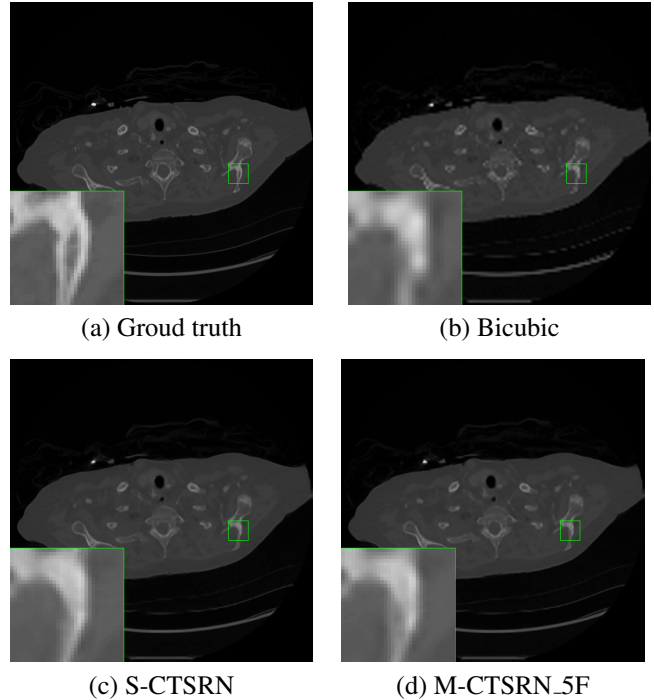 (a) Groud truth
(b) Bicubic
(c) S-CTSRN
(d) M-CTSRN_5F